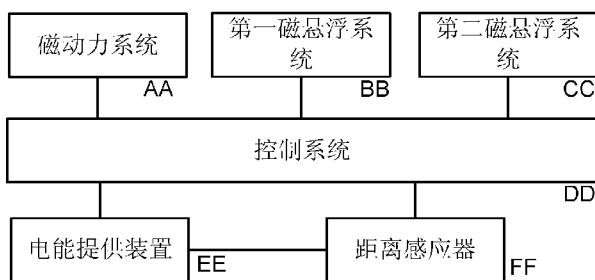 磁动力系统
AA
第一磁悬浮系
统
BB
第二磁悬浮系
统
CC
控制系统
DD
电能提供装置
EE
距离感应器
FF